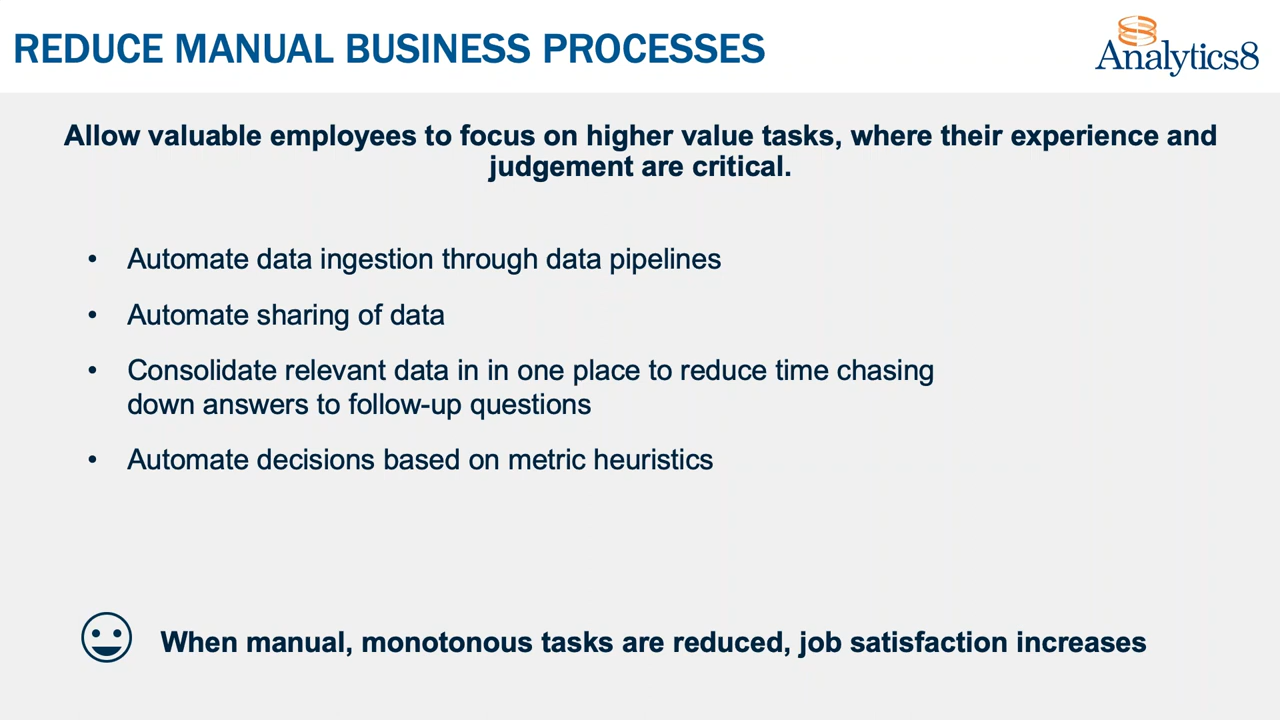 REDUCE MANUAL BUSINESS PROCESSES
Analytics8
Allow valuable employees to focus on higher value tasks, where their experience and
judgement are critical.
• Automate data ingestion through data pipelines
• Automate sharing of data
• Consolidate relevant data in in one place to reduce time chasing
down answers to follow-up questions
• Automate decisions based on metric heuristics
When manual, monotonous tasks are reduced, job satisfaction increases